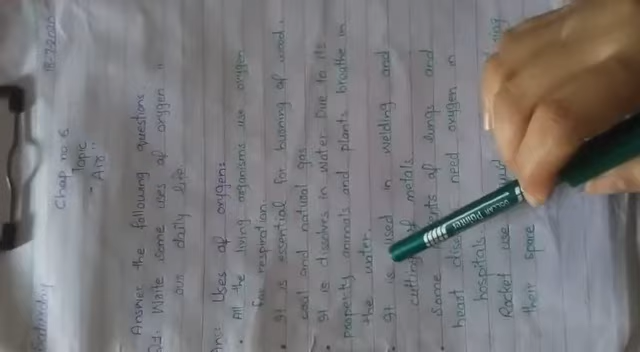 18-7-2020
Chap no 6
Topic
"Air"
Answer the following questions
Q1. Write some uses of oxygen in
our daily life
Ans: Uses of oxygen:
• All the living organisms use oxygen
for respiration.
• It is essential for burning of wood,
coal and natural gas
• It is dissolves in water Due to its
property animals and plants breathe in
the water.
• It is used in welding and
cutting of metals
• Some of lungs and
heart need oxygen in
hospitals
Rocket use
their spare
SOLAR POINTER